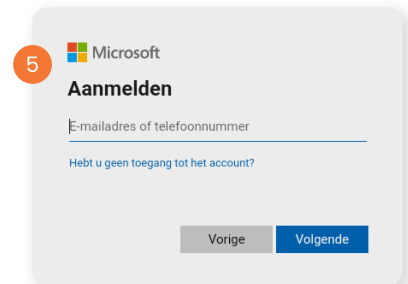 5
Microsoft
Aanmelden
E-mailadres of telefoonnummer
Hebt u geen toegang tot het account?
Vorige Volgende